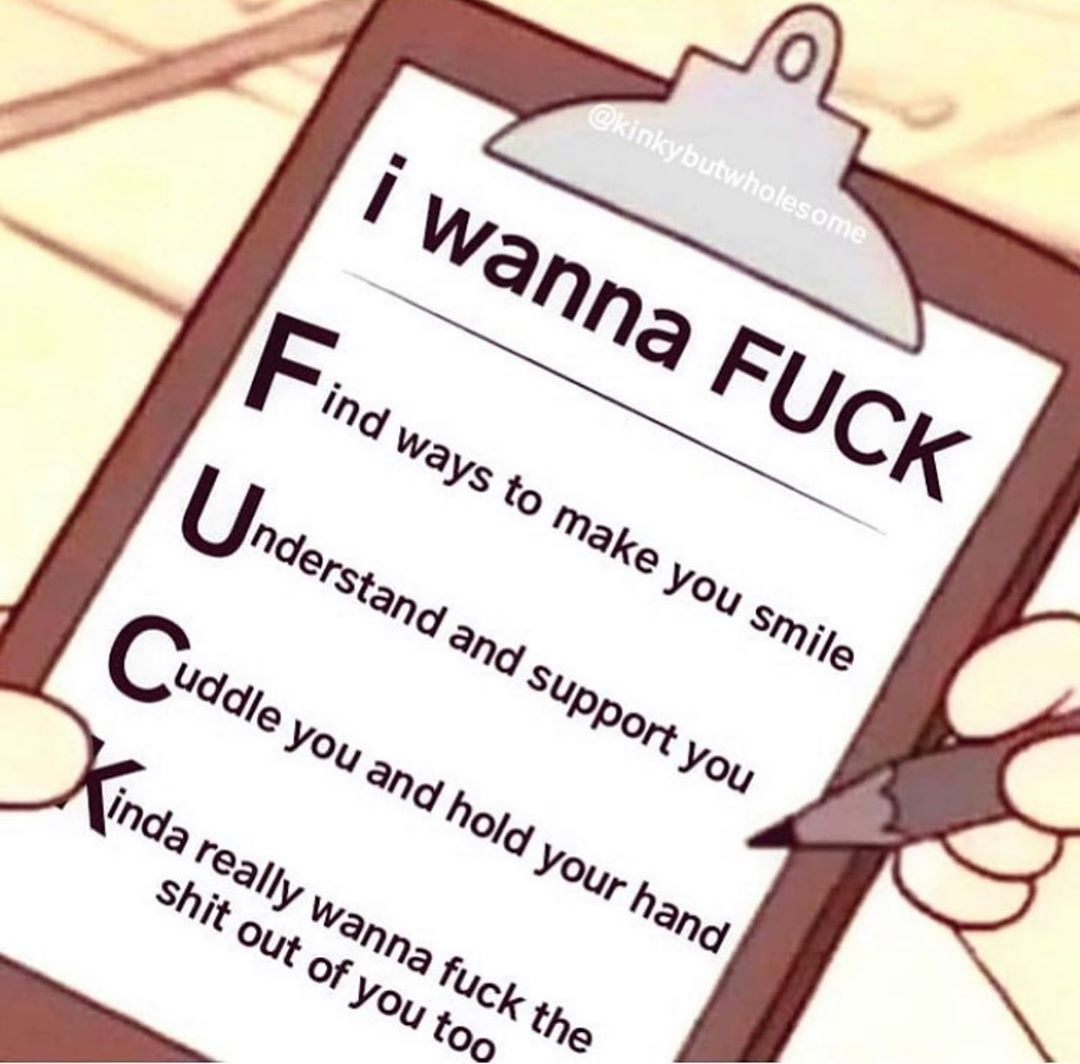 @kinkybutwholesome
i wanna FUCK
Find ways to make you smile
Understand and support you
Cuddle you and hold your hand
Kinda really wanna fuck the
shit out of you too